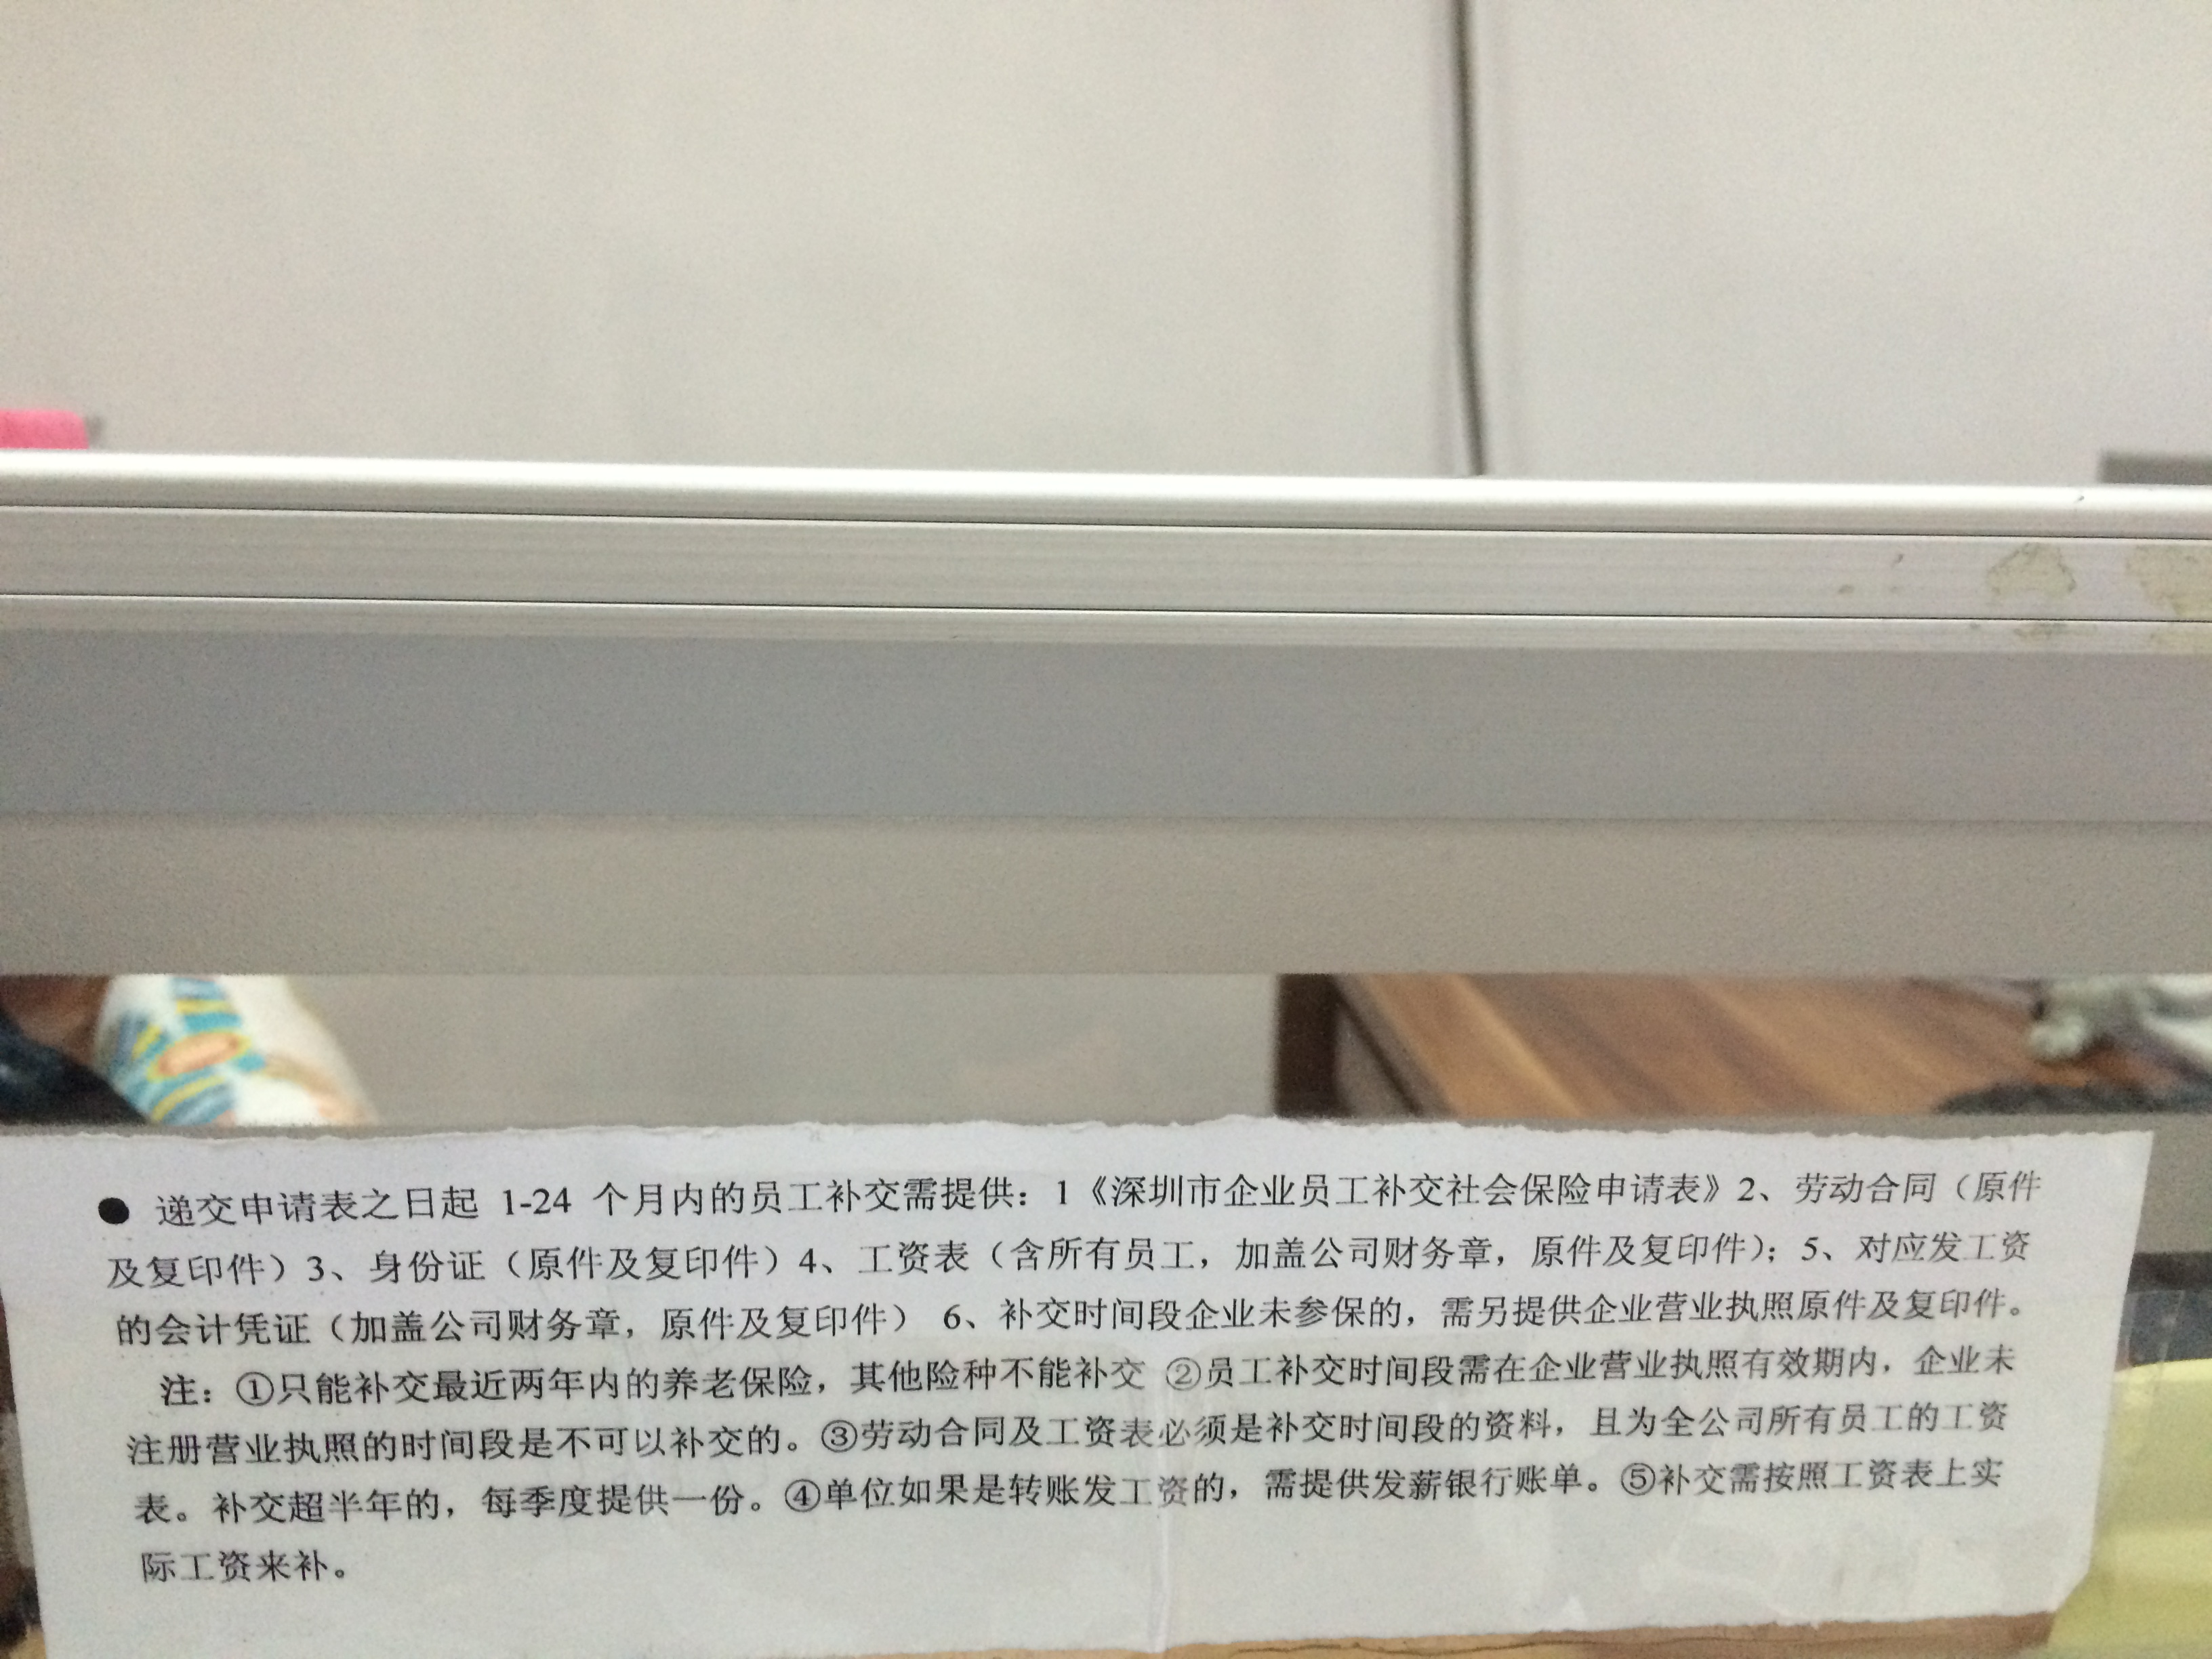 ● 递交申请表之日起 1-24 个月内的员工补交需提供：1《深圳市企业员工补交社会保险申请表》2、劳动合同（原件
及复印件）3、身份证（原件及复印件）4、工资表（含所有员工，加盖公司财务章，原件及复印件）；5、对应发工资
的会计凭证（加盖公司财务章，原件及复印件） 6、补交时间段企业未参保的，需另提供企业营业执照原件及复印件。
注：①只能补交最近两年内的养老保险，其他险种不能补交 ②员工补交时间段需在企业营业执照有效期内，企业未
注册营业执照的时间段是不可以补交的。③劳动合同及工资表必须是补交时间段的资料，且为全公司所有员工的工资
表。补交超半年的，每季度提供一份。④单位如果是转账发工资的，需提供发薪银行账单。⑤补交需按照工资表上实
际工资来补。